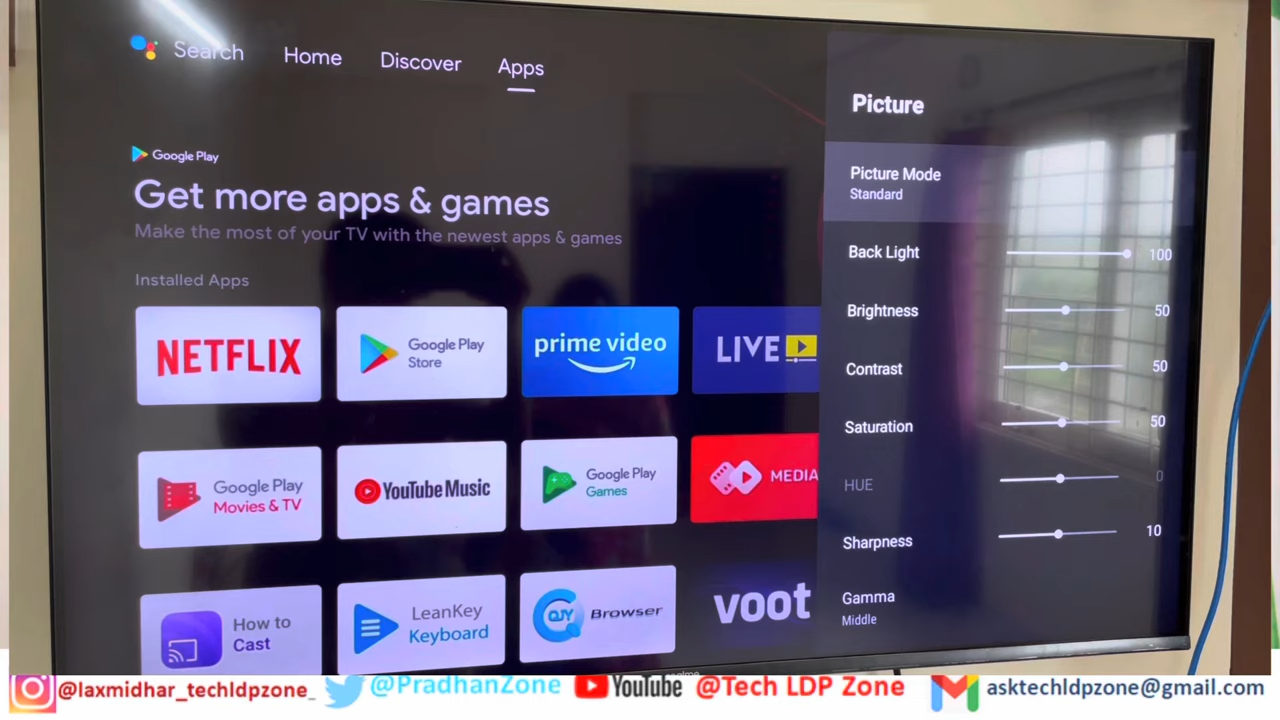 Search
Home
Discover
Apps
Google Play
Get more apps & games
Make the most of your TV with the newest apps & games
Installed Apps
NETFLIX
Google Play
Store
prime video
LIVE
Google Play
Movies & TV
YouTube Music
Google Play
Games
MEDIA
How to
Cast
LeanKey
Keyboard
QJY
Browser
voot
Picture
Picture Mode
Standard
Back Light 100
Brightness 50
Contrast 50
Saturation 50
HUE 0
Sharpness 10
Gamma
Middle
realme
@laxmidhar_techldpzone_
@PradhanZone
YouTube
@Tech LDP Zone
asktechldpzone@gmail.com